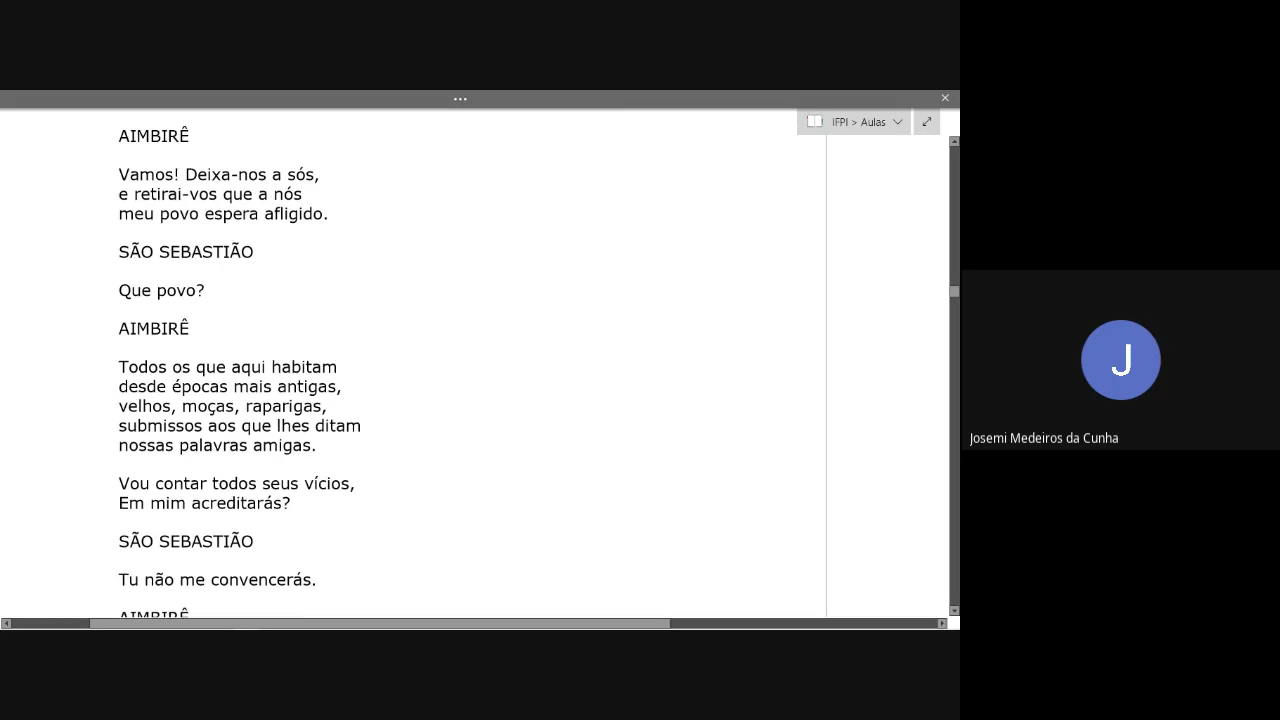 ...
IFPI > Aulas
AIMBIRÊ
Vamos! Deixa-nos a sós,
e retirai-vos que a nós
meu povo espera afligido.
SÃO SEBASTIÃO
Que povo?
AIMBIRÊ
Todos os que aqui habitam
desde épocas mais antigas,
velhos, moças, raparigas,
submissos aos que lhes ditam
nossas palavras amigas.
Vou contar todos seus vícios,
Em mim acreditarás?
SÃO SEBASTIÃO
Tu não me convencerás.
AIMBIRÊ
J
Josemi Medeiros da Cunha